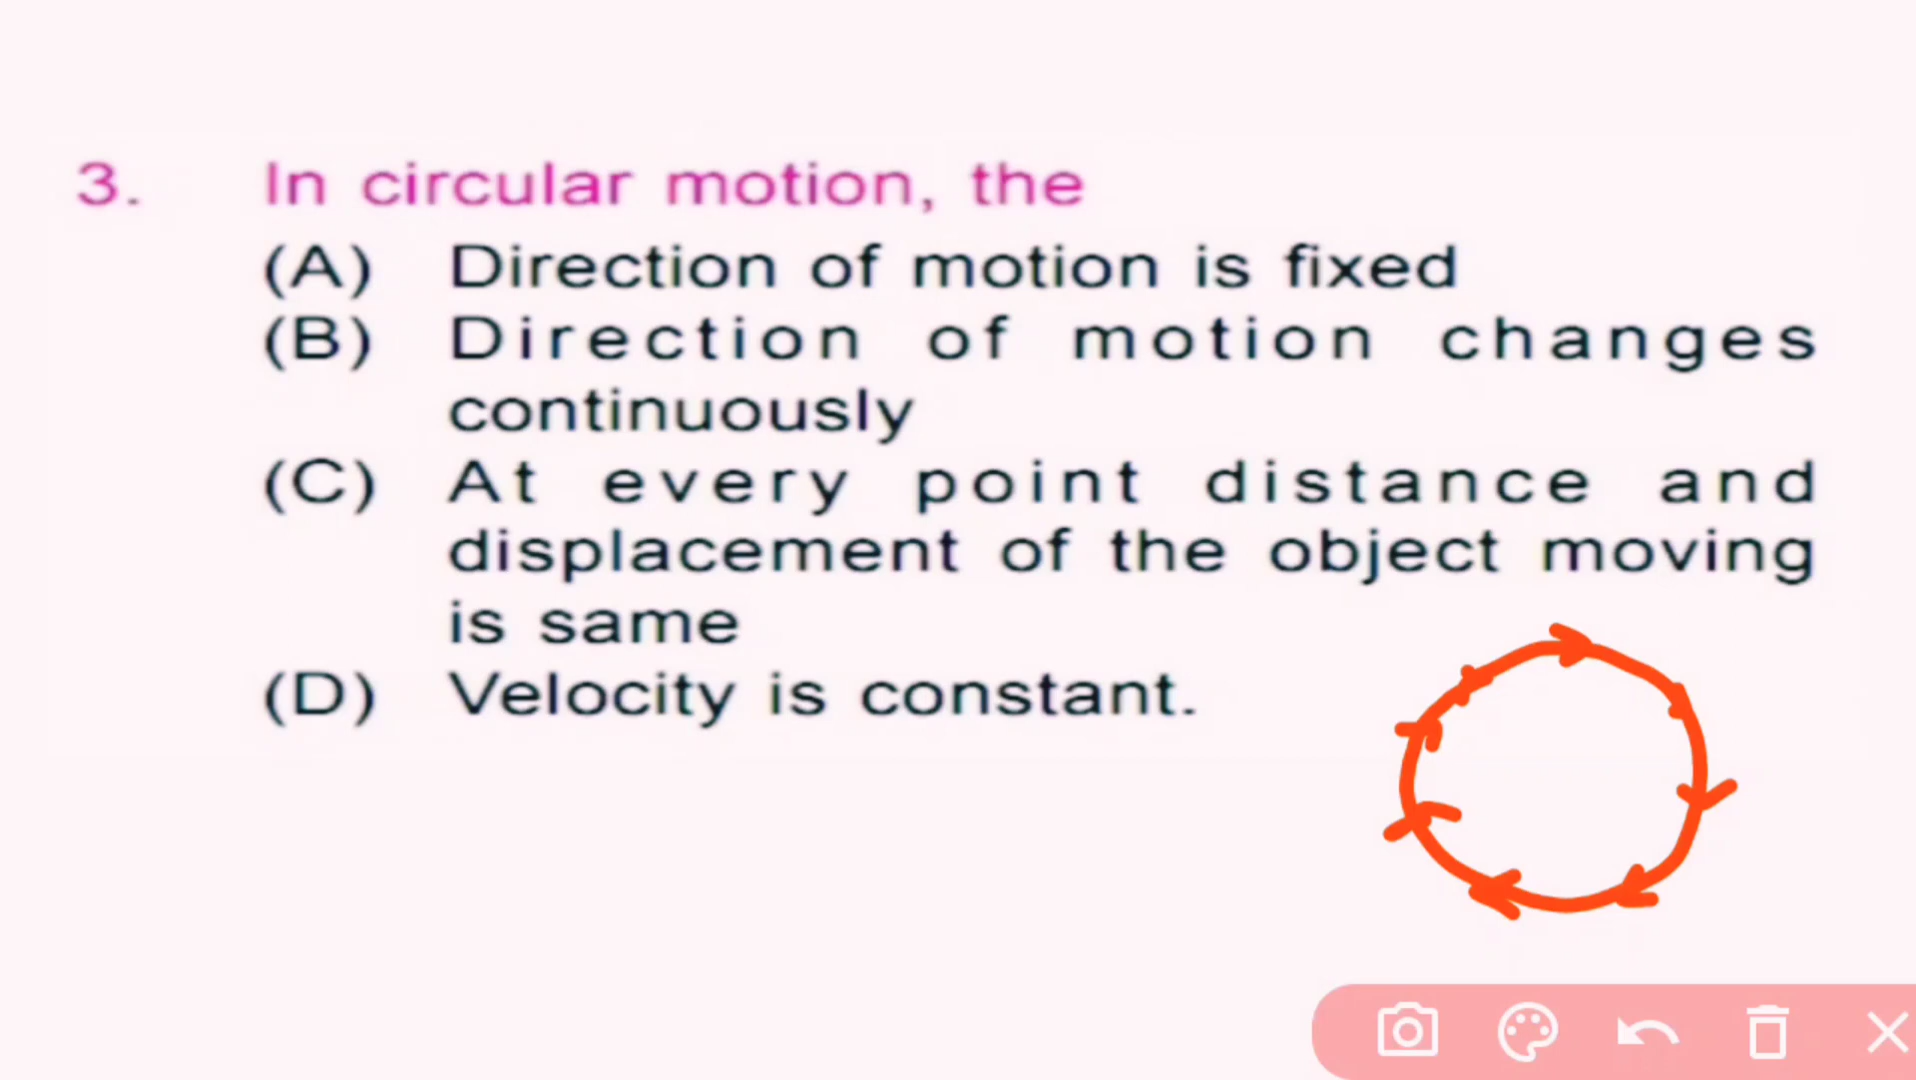 3. In circular motion, the
(A) Direction of motion is fixed
(B) Direction of motion changes
continuously
(C) At every point distance and
displacement of the object moving
is same
(D) Velocity is constant.